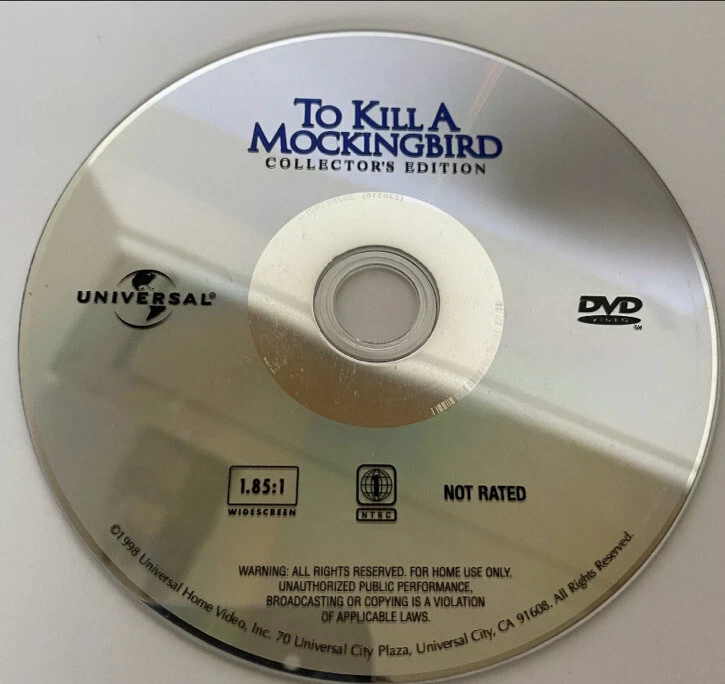 TO KILL A
MOCKINGBIRD
COLLECTOR'S EDITION
UNIVERSAL®
DVD
VIDEO
1.85:1
WIDESCREEN
1
NTSC
NOT RATED
WARNING: ALL RIGHTS RESERVED. FOR HOME USE ONLY.
UNAUTHORIZED PUBLIC PERFORMANCE,
BROADCASTING OR COPYING IS A VIOLATION
OF APPLICABLE LAWS.
©1998 Universal Home Video, Inc. 70 Universal City Plaza, Universal City, CA 91608. All Rights Reserved.